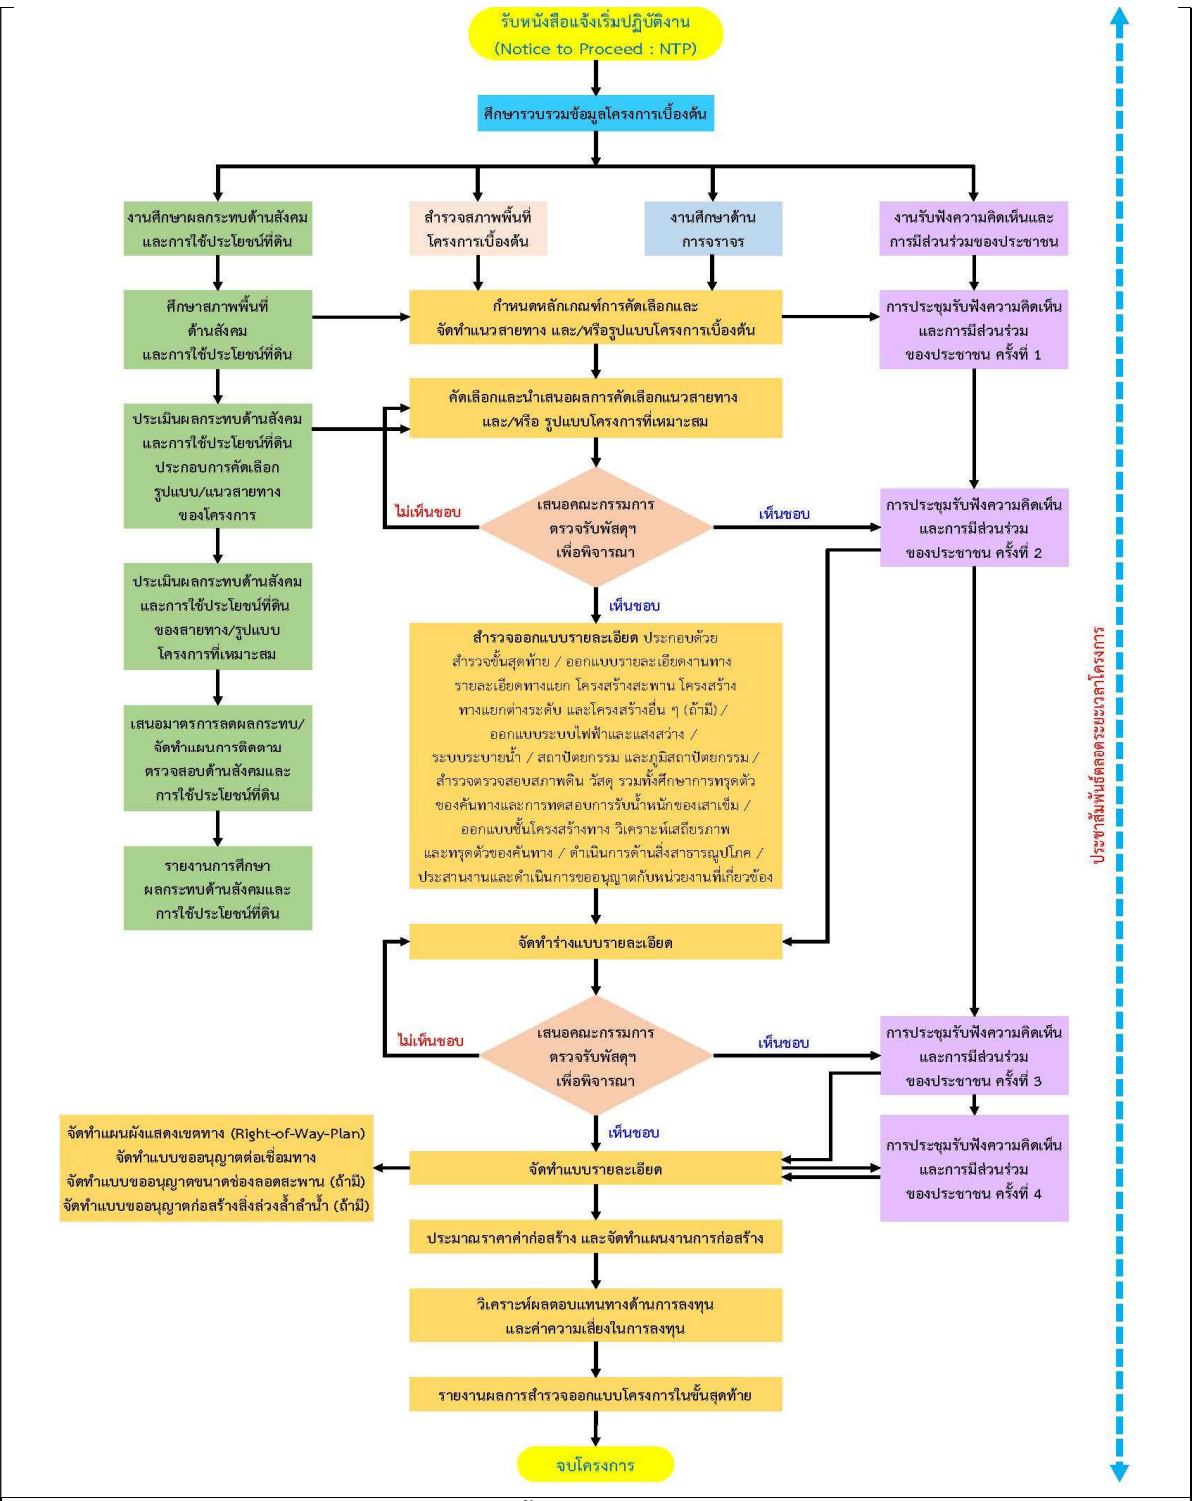 รับหนังสือแจ้งเริ่มปฏิบัติงาน
(Notice to Proceed : NTP)
ศึกษารวบรวมข้อมูลโครงการเบื้องต้น
งานศึกษาผลกระทบด้านสังคม
และการใช้ประโยชน์ที่ดิน
สำรวจสภาพพื้นที่
โครงการเบื้องต้น
งานศึกษาด้าน
การจราจร
งานรับฟังความคิดเห็นและ
การมีส่วนร่วมของประชาชน
ศึกษาสภาพพื้นที่
ด้านสังคม
และการใช้ประโยชน์ที่ดิน
กำหนดหลักเกณฑ์การคัดเลือกและ
จัดทำแนวสายทาง และ/หรือรูปแบบโครงการเบื้องต้น
การประชุมรับฟังความคิดเห็น
และการมีส่วนร่วม
ของประชาชน ครั้งที่ 1
คัดเลือกและนำเสนอผลการคัดเลือกแนวสายทาง
และ/หรือ รูปแบบโครงการที่เหมาะสม
ประเมินผลกระทบด้านสังคม
และการใช้ประโยชน์ที่ดิน
ประกอบการคัดเลือก
รูปแบบ/แนวสายทาง
ของโครงการ
ไม่เห็นชอบ
เสนอคณะกรรมการ
ตรวจรับพัสดุฯ
เพื่อพิจารณา
เห็นชอบ
การประชุมรับฟังความคิดเห็น
และการมีส่วนร่วม
ของประชาชน ครั้งที่ 2
เห็นชอบ
ประเมินผลกระทบด้านสังคม
และการใช้ประโยชน์ที่ดิน
ของสายทาง/รูปแบบ
โครงการที่เหมาะสม
สำรวจออกแบบรายละเอียด ประกอบด้วย
สำรวจขั้นสุดท้าย / ออกแบบรายละเอียดงานทาง
รายละเอียดทางแยก โครงสร้างสะพาน โครงสร้าง
ทางแยกต่างระดับ และโครงสร้างอื่น ๆ (ถ้ามี) /
ออกแบบระบบไฟฟ้าและแสงสว่าง /
ระบบระบายน้ำ / สถาปัตยกรรม และภูมิสถาปัตยกรรม /
สำรวจตรวจสอบสภาพดิน วัสดุ รวมทั้งศึกษาการทรุดตัว
ของคันทางและการทดสอบการรับน้ำหนักของเสาเข็ม /
ออกแบบชั้นโครงสร้างทาง วิเคราะห์เสถียรภาพ
และทรุดตัวของคันทาง / ดำเนินการด้านสิ่งสาธารณูปโภค /
ประสานงานและดำเนินการขออนุญาตกับหน่วยงานที่เกี่ยวข้อง
เสนอมาตรการลดผลกระทบ/
จัดทำแผนการติดตาม
ตรวจสอบด้านสังคมและ
การใช้ประโยชน์ที่ดิน
รายงานการศึกษา
ผลกระทบด้านสังคมและ
การใช้ประโยชน์ที่ดิน
ประชาสัมพันธ์ตลอดระยะเวลาโครงการ
จัดทำร่างแบบรายละเอียด
ไม่เห็นชอบ
เสนอคณะกรรมการ
ตรวจรับพัสดุฯ
เพื่อพิจารณา
เห็นชอบ
การประชุมรับฟังความคิดเห็น
และการมีส่วนร่วม
ของประชาชน ครั้งที่ 3
เห็นชอบ
จัดทำแผนผังแสดงเขตทาง (Right-of-Way-Plan)
จัดทำแบบขออนุญาตต่อเชื่อมทาง
จัดทำแบบขออนุญาตขนาดช่องลอดสะพาน (ถ้ามี)
จัดทำแบบขออนุญาตก่อสร้างสิ่งล่วงล้ำลำน้ำ (ถ้ามี)
จัดทำแบบรายละเอียด
การประชุมรับฟังความคิดเห็น
และการมีส่วนร่วม
ของประชาชน ครั้งที่ 4
ประมาณราคาค่าก่อสร้าง และจัดทำแผนงานการก่อสร้าง
วิเคราะห์ผลตอบแทนทางด้านการลงทุน
และค่าความเสี่ยงในการลงทุน
รายงานผลการสำรวจออกแบบโครงการในขั้นสุดท้าย
จบโครงการ